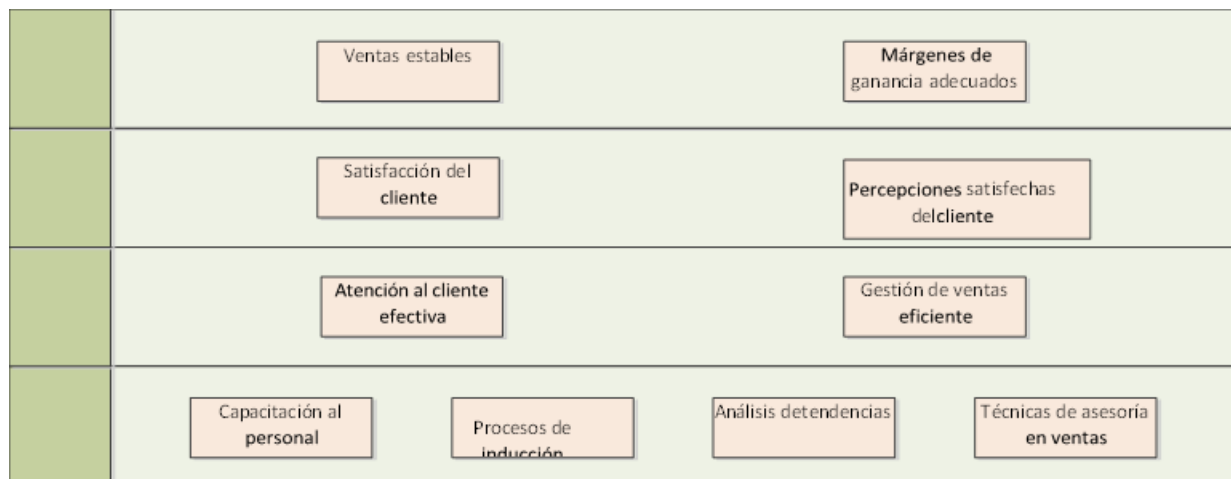 Ventas estables
Márgenes de
ganancia adecuados
Satisfacción del
cliente
Percepciones satisfechas
delcliente
Atención al cliente
efectiva
Gestión de ventas
eficiente
Capacitación al
personal
Procesos de
inducción
Análisis detendencias
Técnicas de asesoría
en ventas